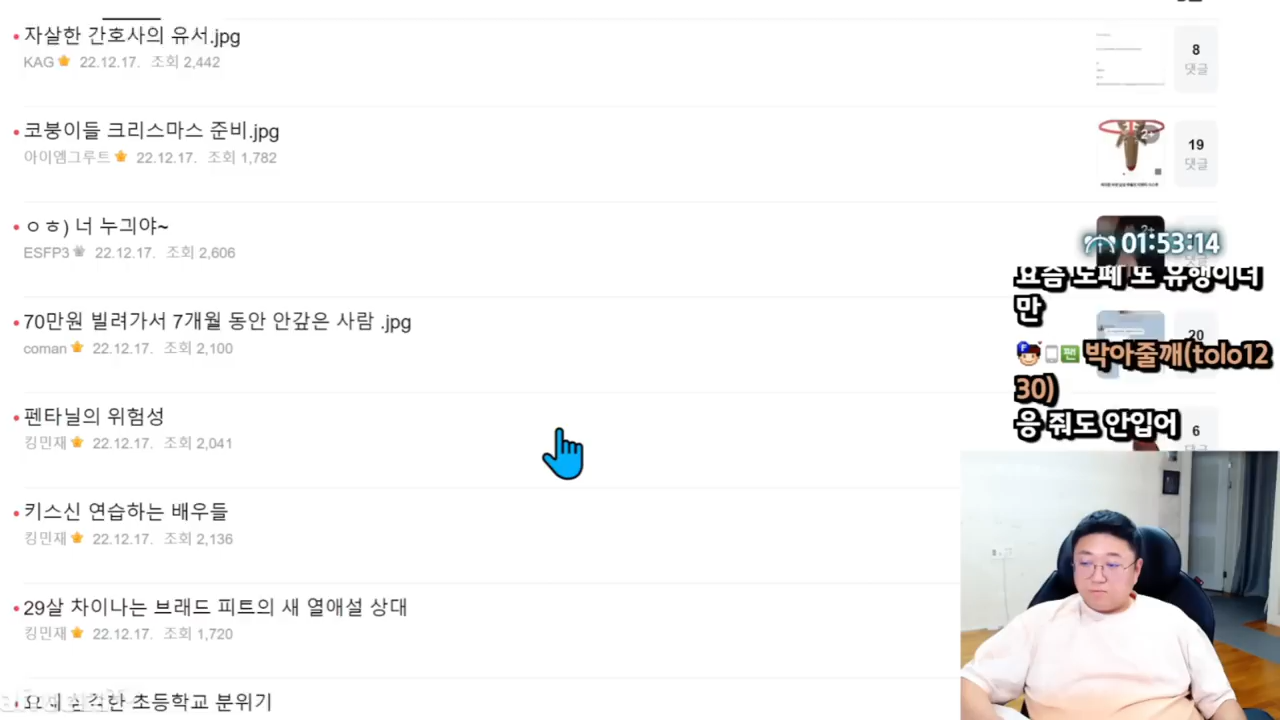 자살한 간호사의 유서.jpg
KAG 22.12.17. 조회 2,442
8
댓글
코붕이들 크리스마스 준비.jpg
아이엠그루트 22.12.17. 조회 1,782
2+
19
댓글
ㅇㅎ) 너 누긔야~
ESFP3 22.12.17. 조회 2,606
2+
01:53:14
요즘 노페 또 유행이더
만
70만원 빌려가서 7개월 동안 안갚은 사람 .jpg
coman 22.12.17. 조회 2,100
20
짼 박아줄깨(tolo12
30)
응 줘도 안입어
펜타닐의 위험성
킹민재 22.12.17. 조회 2,041
6
키스신 연습하는 배우들
킹민재 22.12.17. 조회 2,136
29살 차이나는 브래드 피트의 새 열애설 상대
킹민재 22.12.17. 조회 1,720
초등학교 분위기